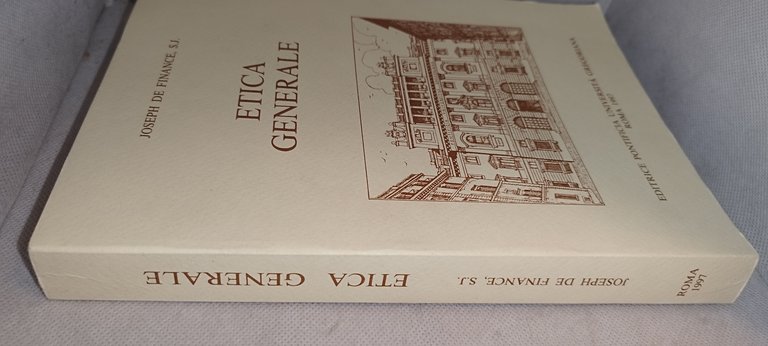 JOSEPH DE FINANCE, S.J.
ETICA
GENERALE
EDITRICE PONTIFICIA UNIVERSITÀ GREGORIANA
ROMA 1997
ETICA GENERALE
JOSEPH DE FINANCE, S.J.
ROMA
1997